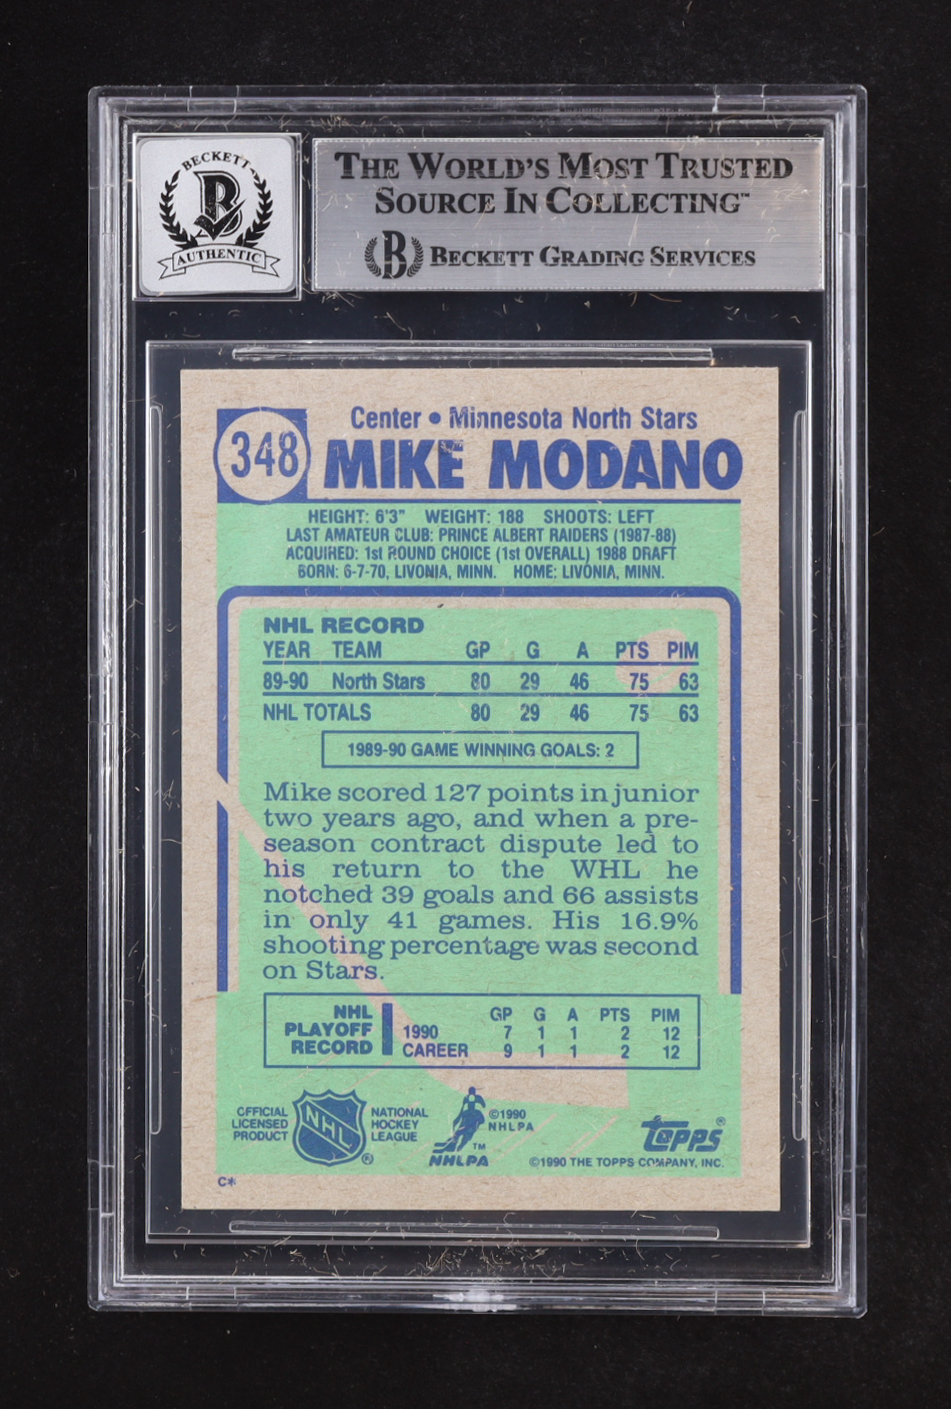 BECKETT
B
AUTHENTIC
THE WORLD'S MOST TRUSTED
SOURCE IN COLLECTING™
B BECKETT GRADING SERVICES
348
Center • Minnesota North Stars
MIKE MODANO
HEIGHT: 6'3" WEIGHT: 188 SHOOTS: LEFT
LAST AMATEUR CLUB: PRINCE ALBERT RAIDERS (1987-88)
ACQUIRED: 1st ROUND CHOICE (1st OVERALL) 1988 DRAFT
BORN: 6-7-70, LIVONIA, MINN. HOME: LIVONIA, MINN.
NHL RECORD
YEAR TEAM GP G A PTS PIM
89-90 North Stars 80 29 46 75 63
NHL TOTALS 80 29 46 75 63
1989-90 GAME WINNING GOALS: 2
Mike scored 127 points in junior
two years ago, and when a pre-
season contract dispute led to
his return to the WHL he
notched 39 goals and 66 assists
in only 41 games. His 16.9%
shooting percentage was second
on Stars.
NHL
PLAYOFF
RECORD
GP G A PTS PIM
1990 7 1 1 2 12
CAREER 9 1 1 2 12
OFFICIAL
LICENSED
PRODUCT
NHL
®
NATIONAL
HOCKEY
LEAGUE
TM
NHLPA
©1990
NHLPA
Topps®
©1990 THE TOPPS COMPANY, INC.
C*